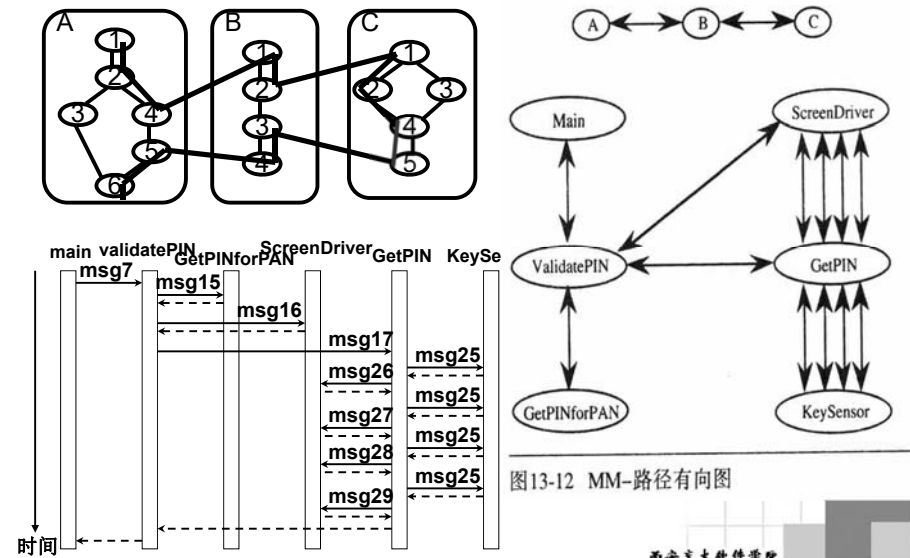 A
1
2
3
4
5
6
B
1
2
3
4
C
1
2
3
4
5
A
B
C
Main
ScreenDriver
ValidatePIN
GetPIN
GetPINforPAN
KeySensor
图13-12 MM-路径有向图
main validatePIN GetPINforPAN ScreenDriver GetPIN KeySe
msg7
msg15
msg16
msg17
msg25
msg26
msg25
msg27
msg25
msg28
msg25
msg29
时间